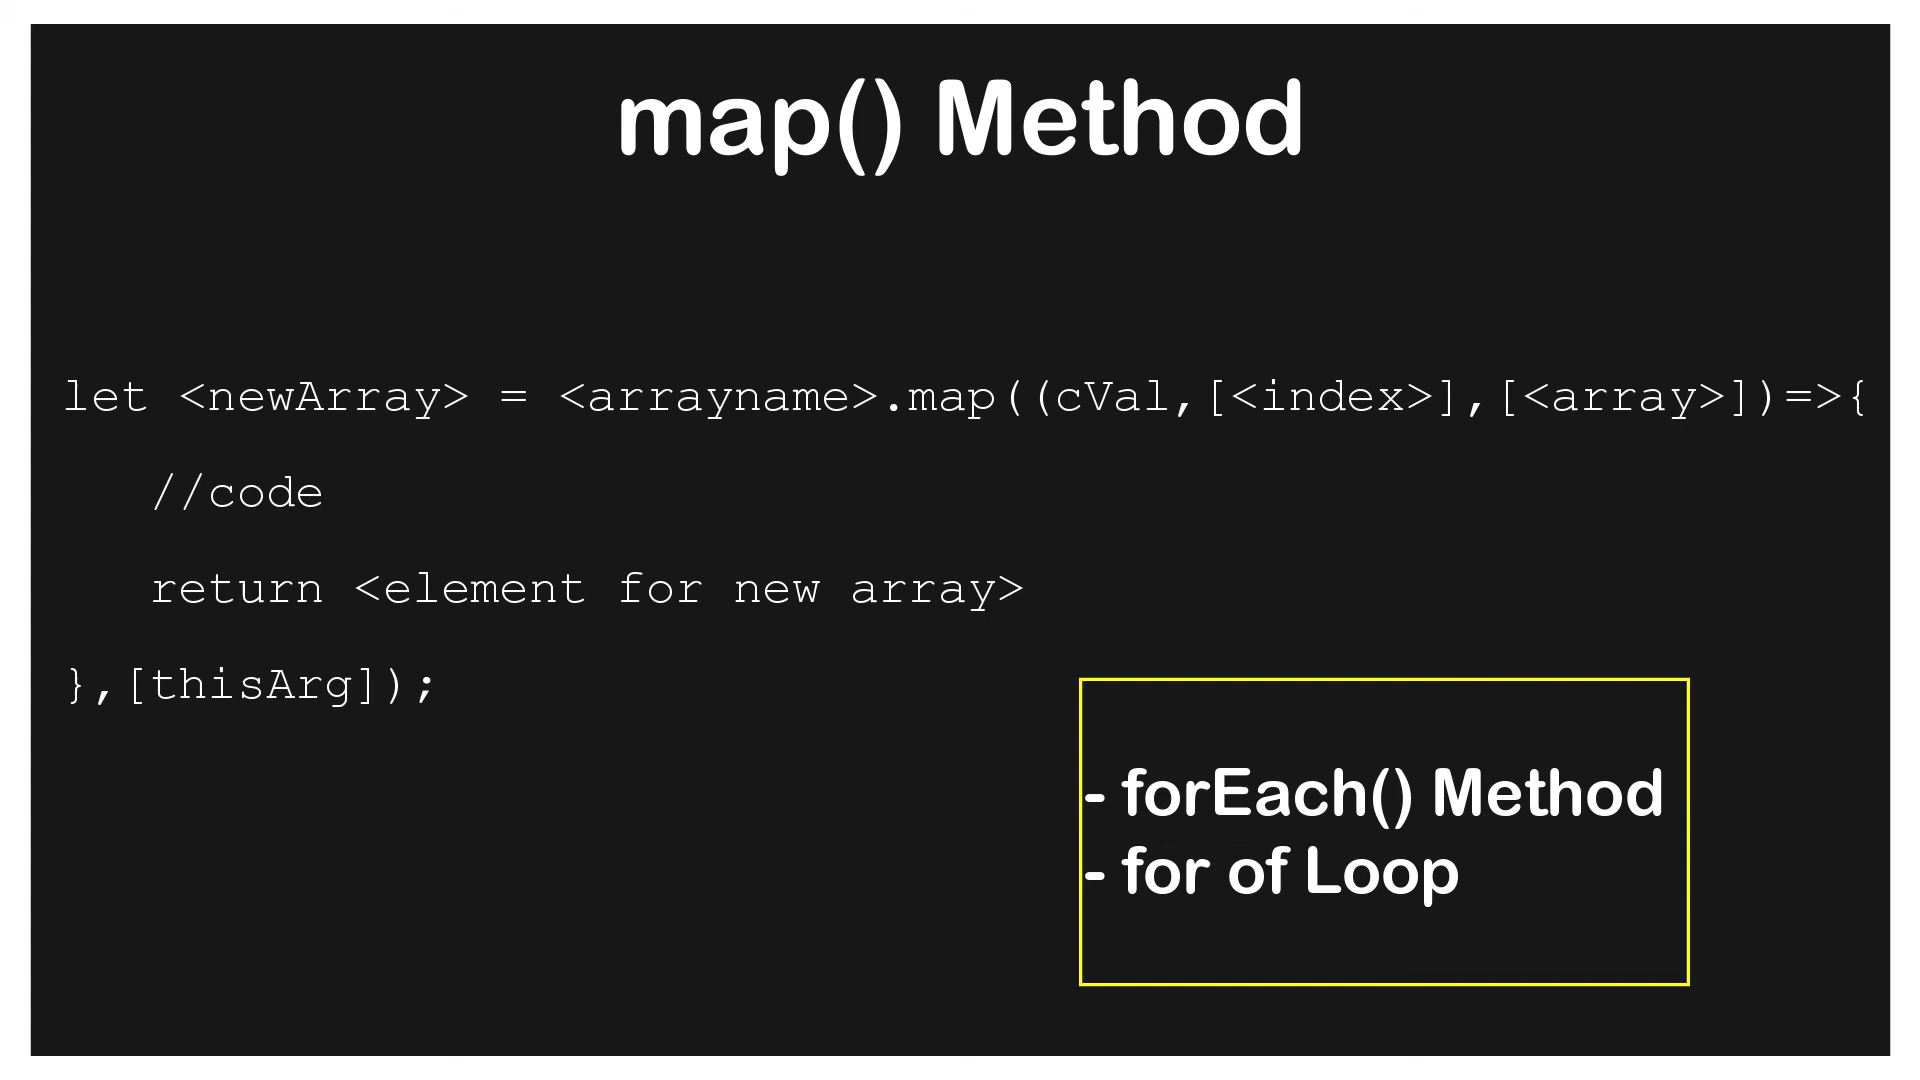 map() Method
let <newArray> = <arrayname>.map((cVal,[<index>],[<array>])=>{
//code
return <element for new array>
},[thisArg]);
- forEach() Method
- for of Loop